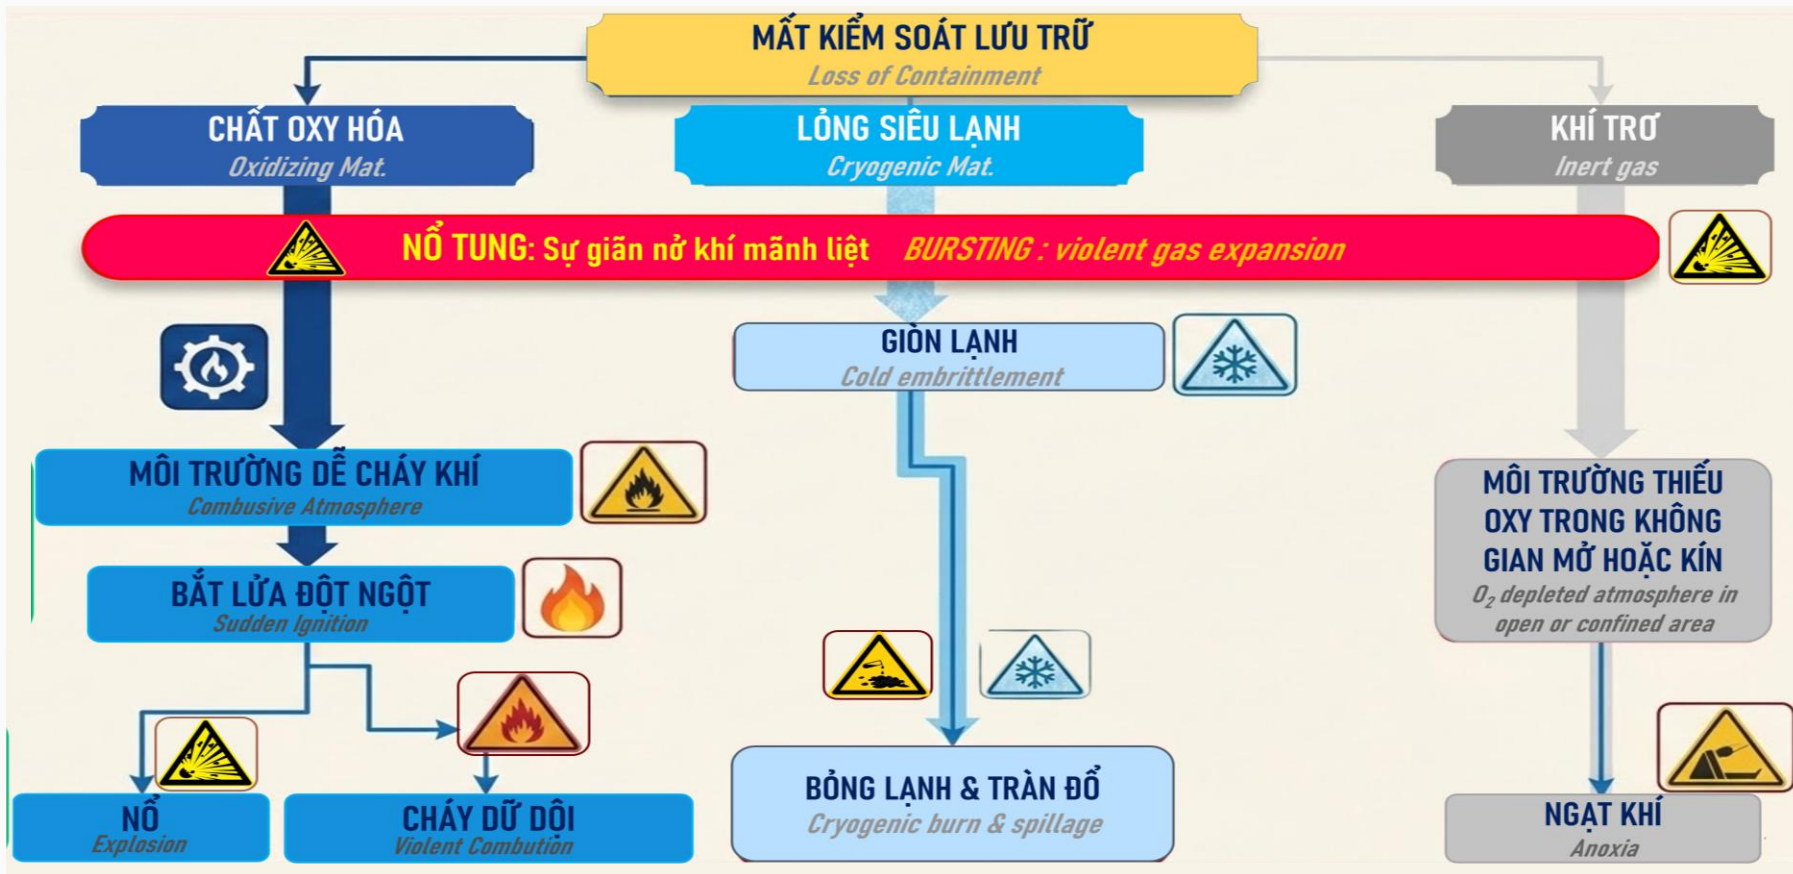 MẤT KIỂM SOÁT LƯU TRỮ
Loss of Containment
CHẤT OXY HÓA
Oxidizing Mat.
LỎNG SIÊU LẠNH
Cryogenic Mat.
KHÍ TRƠ
Inert gas
NỔ TUNG: Sự giãn nở khí mãnh liệt BURSTING : violent gas expansion
GIÒN LẠNH
Cold embrittlement
MÔI TRƯỜNG DỄ CHÁY KHÍ
Combusive Atmosphere
BẮT LỬA ĐỘT NGỘT
Sudden Ignition
MÔI TRƯỜNG THIẾU
OXY TRONG KHÔNG
GIAN MỞ HOẶC KÍN
O₂ depleted atmosphere in
open or confined area
NỔ
Explosion
CHÁY DỮ DỘI
Violent Combution
BỎNG LẠNH & TRÀN ĐỔ
Cryogenic burn & spillage
NGẠT KHÍ
Anoxia